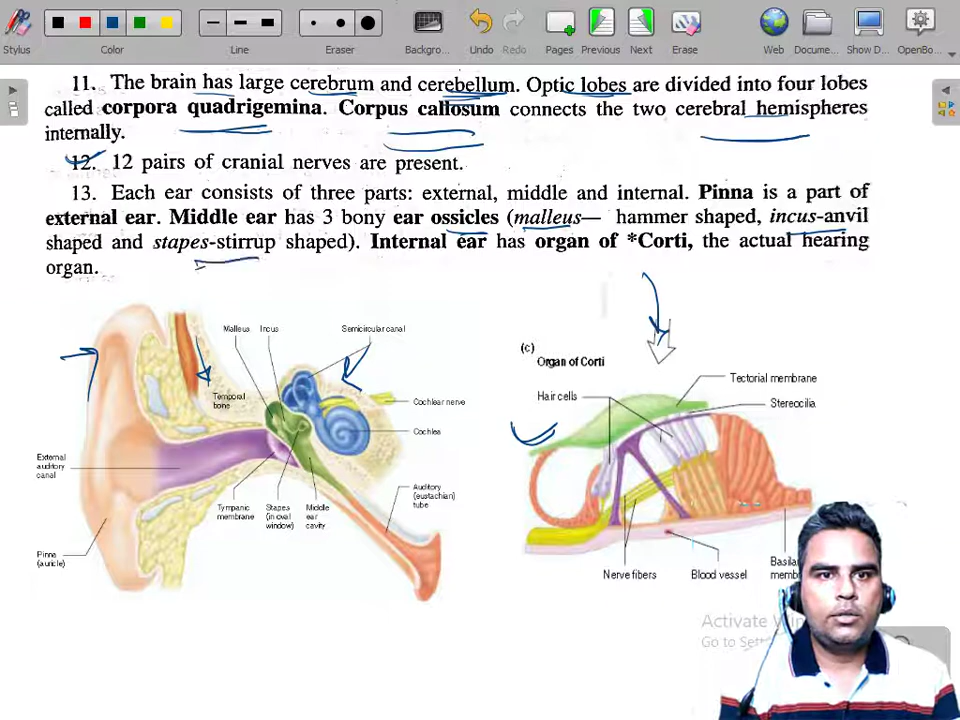 Stylus
Color
Line
Eraser
Backgro...
Undo
Redo
Pages
Previous
Next
Erase
Web
Docume...
Show D...
OpenBo...
11. The brain has large cerebrum and cerebellum. Optic lobes are divided into four lobes
called corpora quadrigemina. Corpus callosum connects the two cerebral hemispheres
internally.
12. 12 pairs of cranial nerves are present.
13. Each ear consists of three parts: external, middle and internal. Pinna is a part of
external ear. Middle ear has 3 bony ear ossicles (malleus— hammer shaped, incus-anvil
shaped and stapes-stirrup shaped). Internal ear has organ of *Corti, the actual hearing
organ.
Malleus
Incus
Semicircular canal
Temporal
bone
Cochlear nerve
Cochlea
External
auditory
canal
Auditory
(eustachian)
tube
Tympanic
membrane
Stapes
(in oval
window)
Middle
ear
cavity
Pinna
(auricle)
(c)
Organ of Corti
Tectorial membrane
Hair cells
Stereocilia
Nerve fibers
Blood vessel
Activate
Go to